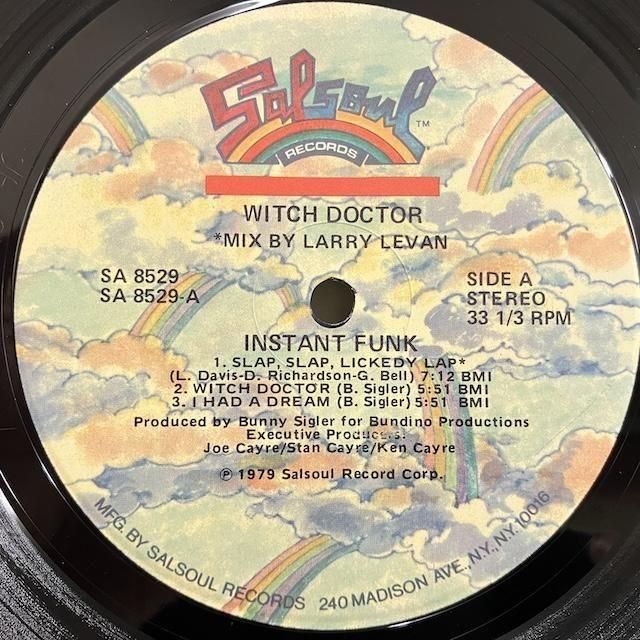 Salsoul TM
RECORDS
WITCH DOCTOR
*MIX BY LARRY LEVAN
SA 8529
SA 8529-A
SIDE A
STEREO
33 1/3 RPM
INSTANT FUNK
1. SLAP, SLAP, LICKEDY LAP*
(L. Davis-D. Richardson-G. Bell) 7:12 BMI
2. WITCH DOCTOR (B. Sigler) 5:51 BMI
3. I HAD A DREAM (B. Sigler) 5:51 BMI
Produced by Bunny Sigler for Bundino Productions
Executive Producers:
Joe Cayre/Stan Cayre/Ken Cayre
℗ 1979 Salsoul Record Corp.
MFG. BY SALSOUL RECORDS 240 MADISON AVE., N.Y., N.Y. 10016